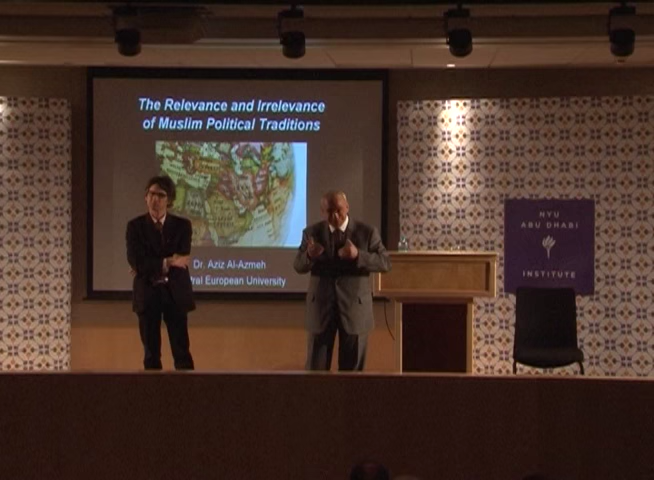 The Relevance and Irrelevance
of Muslim Political Traditions
Dr. Aziz Al-Azmeh
ral European University
NYU
ABU DHABI
INSTITUTE